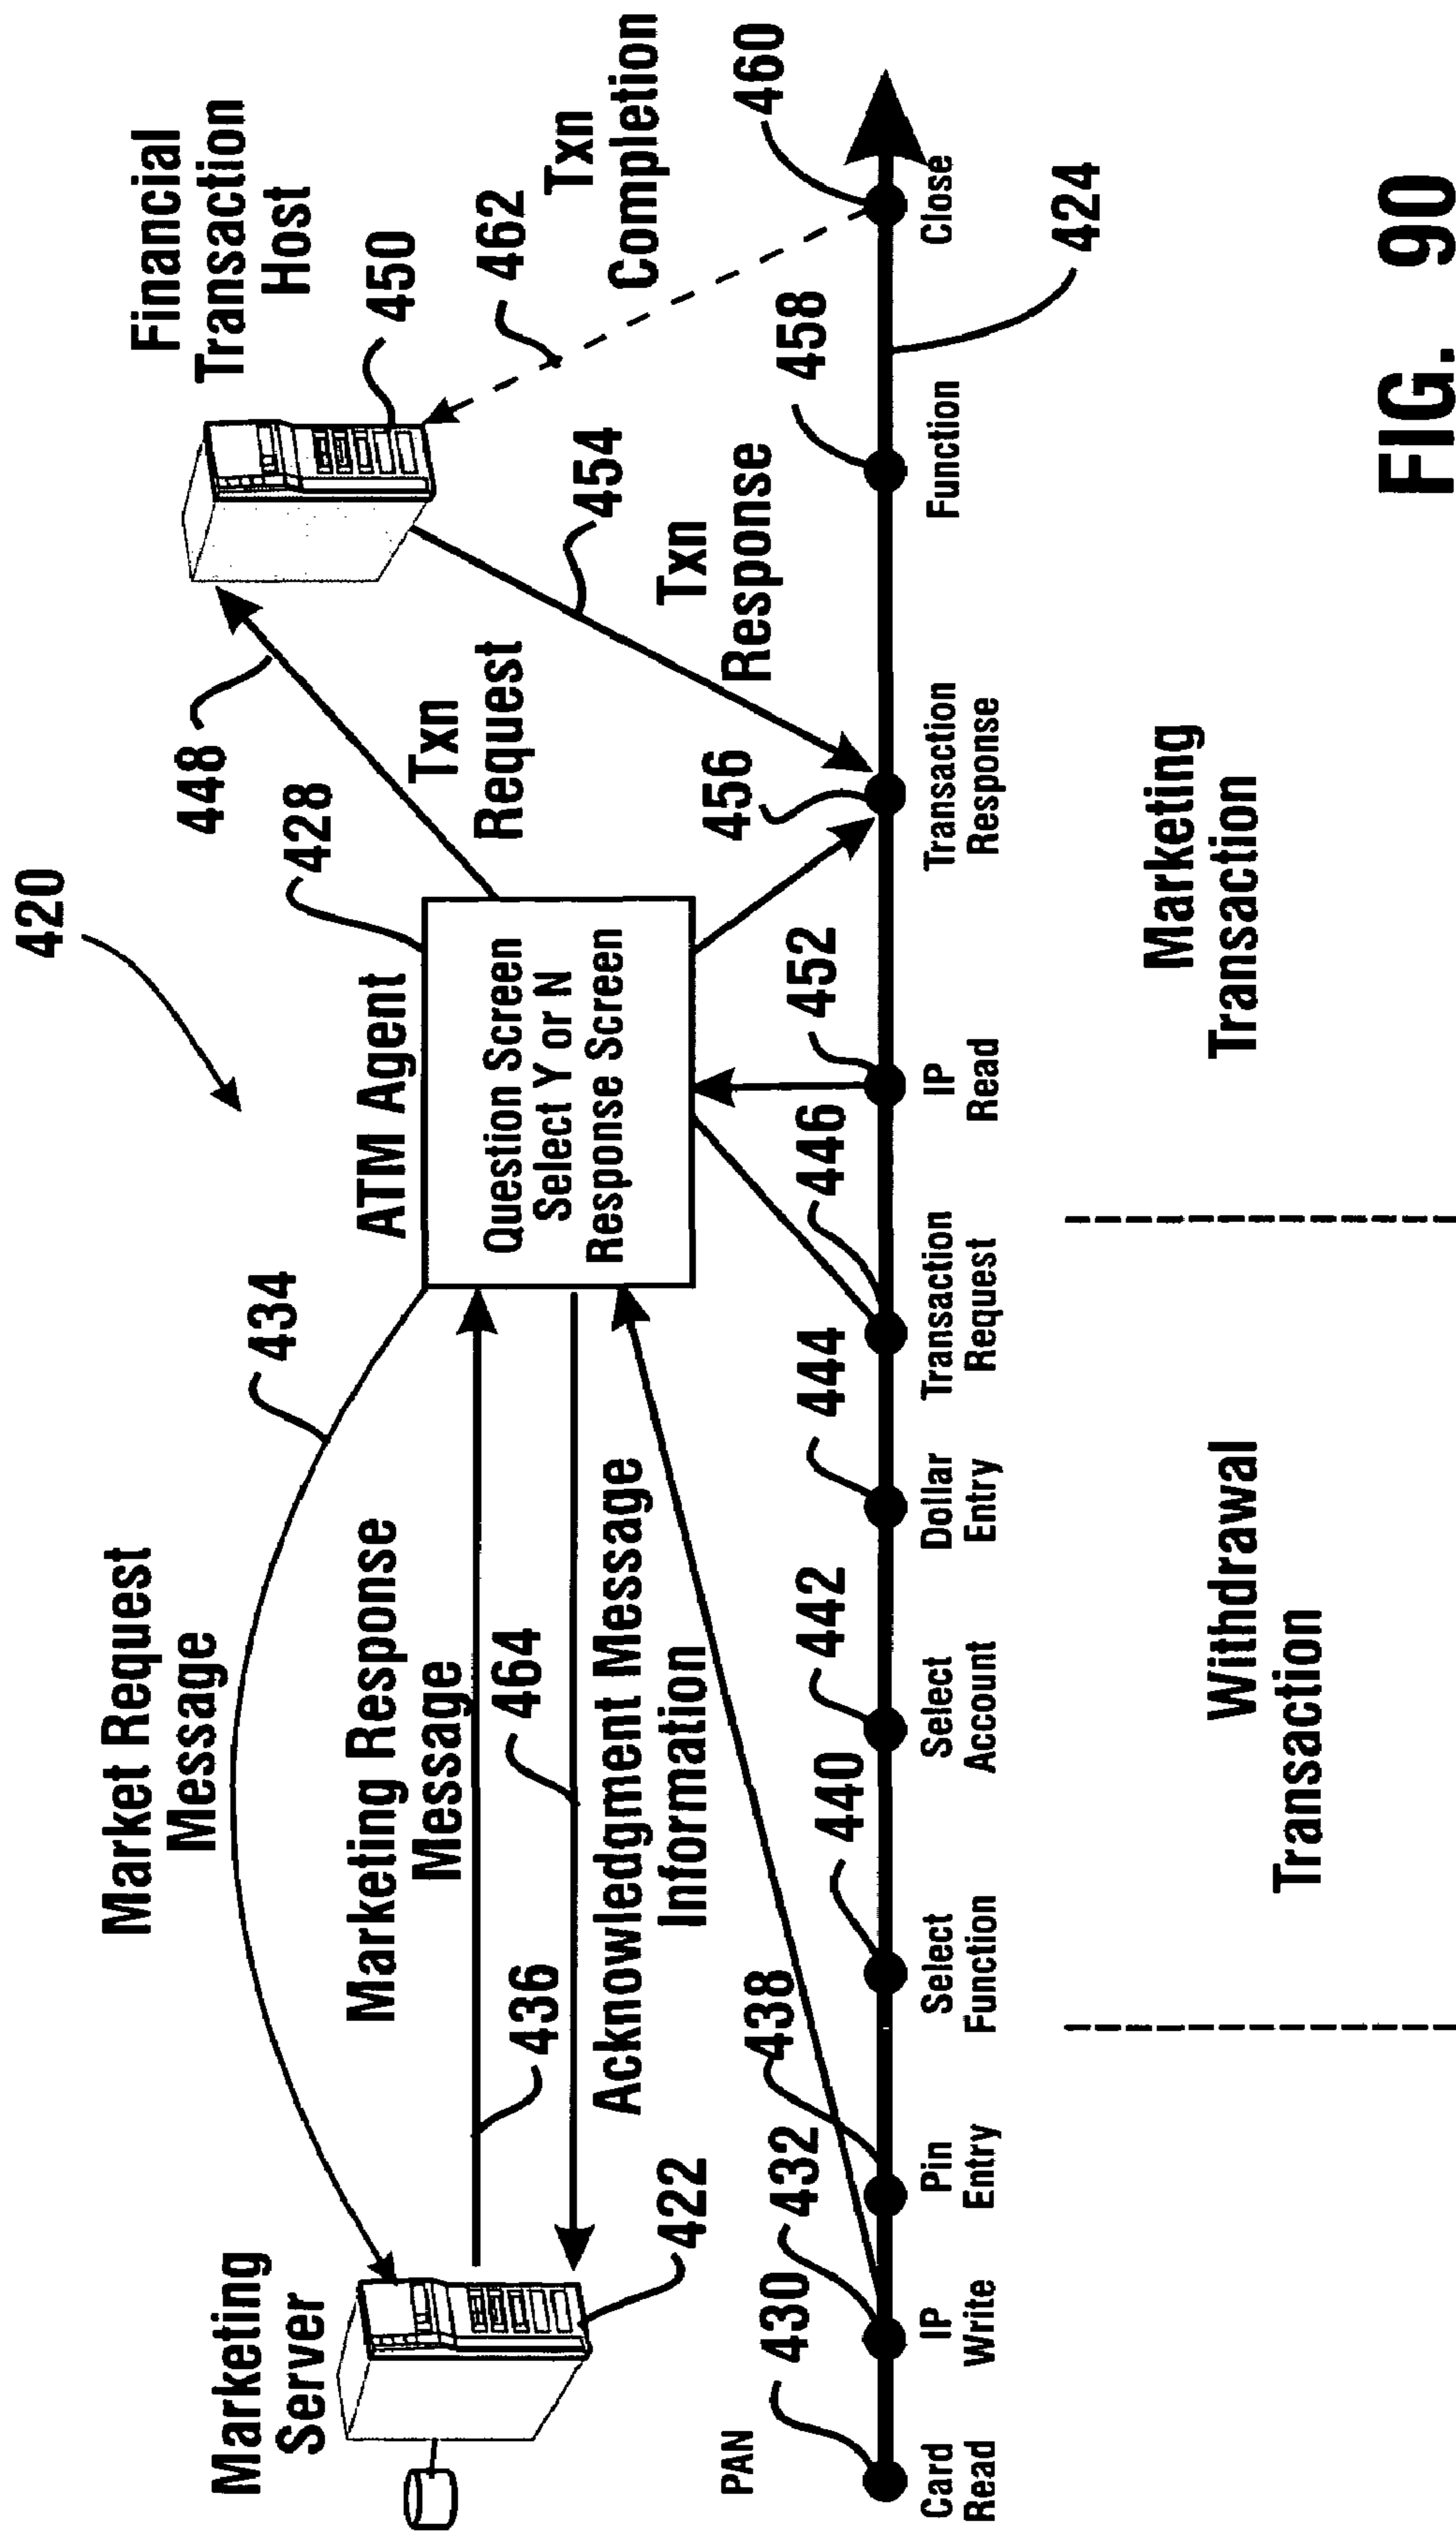 420
Market Request
Message
434
Marketing
Server
Marketing Response
Message
436
464
Acknowledgment Message
Information
422
ATM Agent
428
Question Screen
Select Y or N
Response Screen
448
Txn
Request
Financial
Transaction
Host
450
462
Txn
Completion
454
Txn
Response
PAN
430
432
438
440
442
444
446
452
456
458
460
Card
Read
IP
Write
Pin
Entry
Select
Function
Select
Account
Dollar
Entry
Transaction
Request
IP
Read
Transaction
Response
Function
Close
424
Withdrawal
Transaction
Marketing
Transaction
FIG. 90